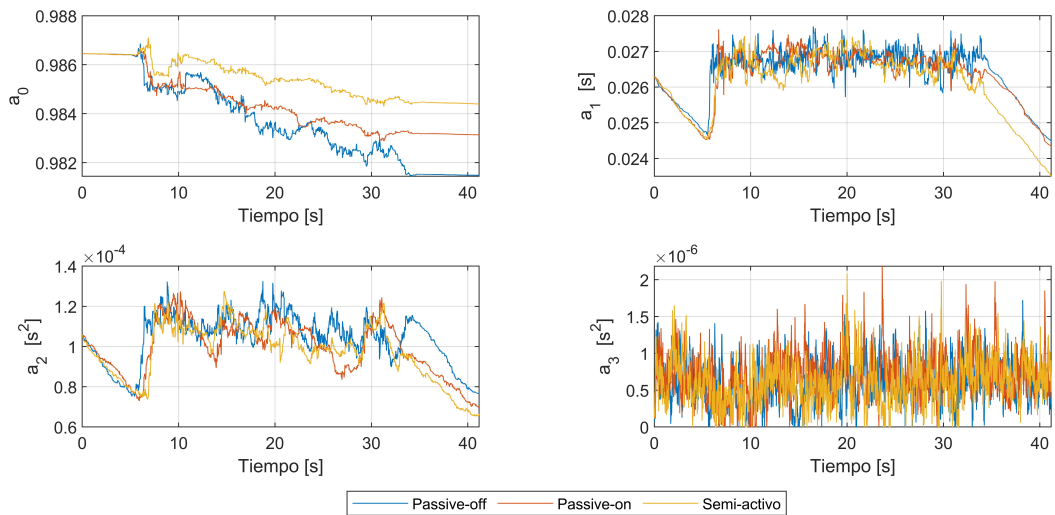 0.988
0.986
0.984
0.982
a0
0 10 20 30 40
Tiempo [s]
0.028
0.027
0.026
0.025
0.024
a1 [s]
0 10 20 30 40
Tiempo [s]
×10-4
1.4
1.2
1
0.8
0.6
a2 [s2]
0 10 20 30 40
Tiempo [s]
×10-6
2
1.5
1
0.5
0
a3 [s2]
0 10 20 30 40
Tiempo [s]
Passive-off Passive-on Semi-activo